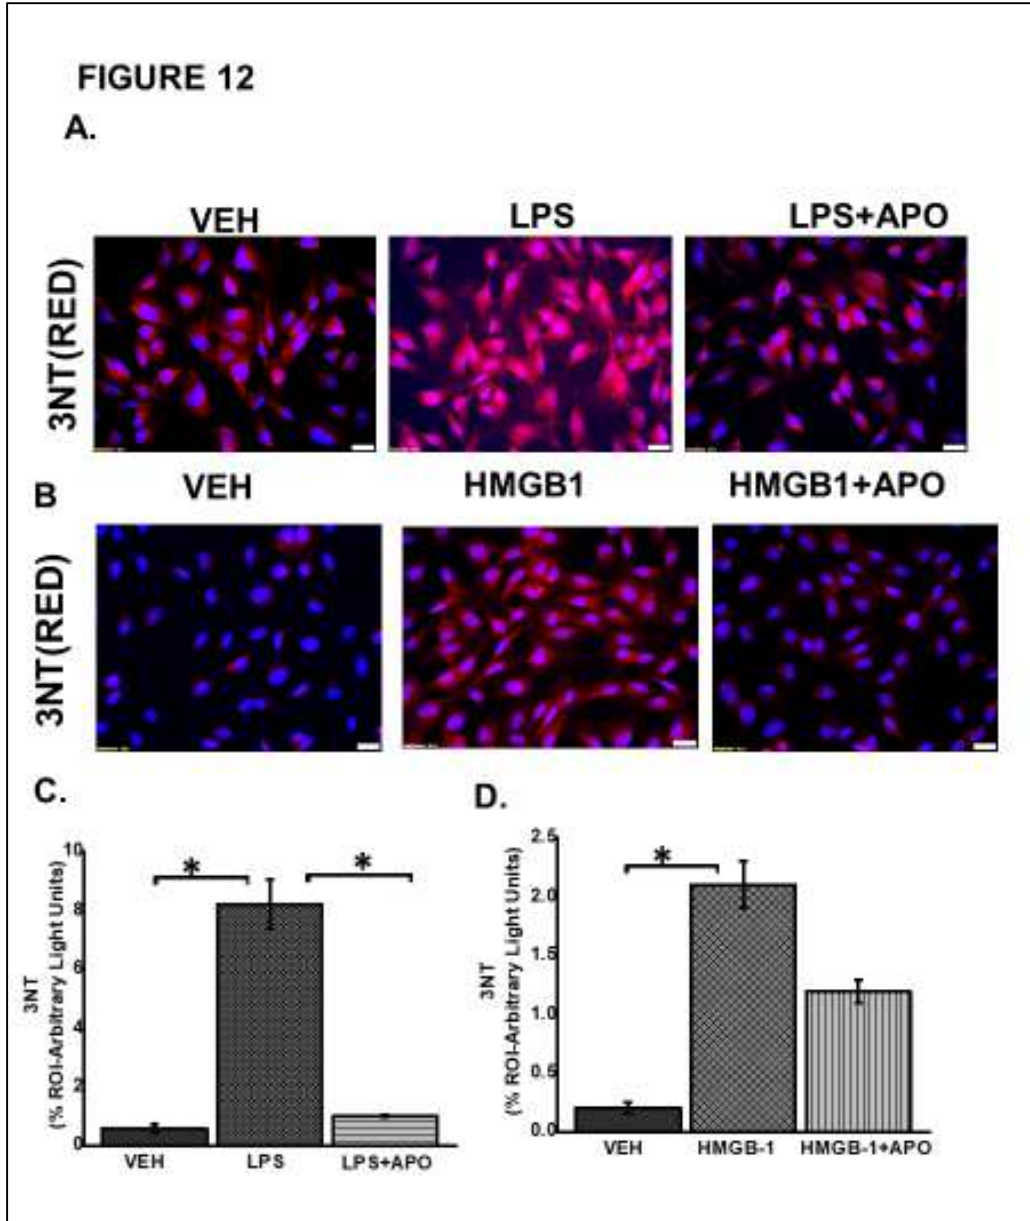 FIGURE 12
A.
VEH LPS LPS+APO
3NT(RED)
B VEH HMGB1 HMGB1+APO
3NT(RED)
C.
3NT
(% ROI-Arbitrary Light Units)
10
8
6
4
2
0
* *
VEH LPS LPS+APO
D.
3NT
(% ROI-Arbitrary Light Units)
2.5
2.0
1.5
1.0
0.5
0.0
*
VEH HMGB-1 HMGB-1+APO